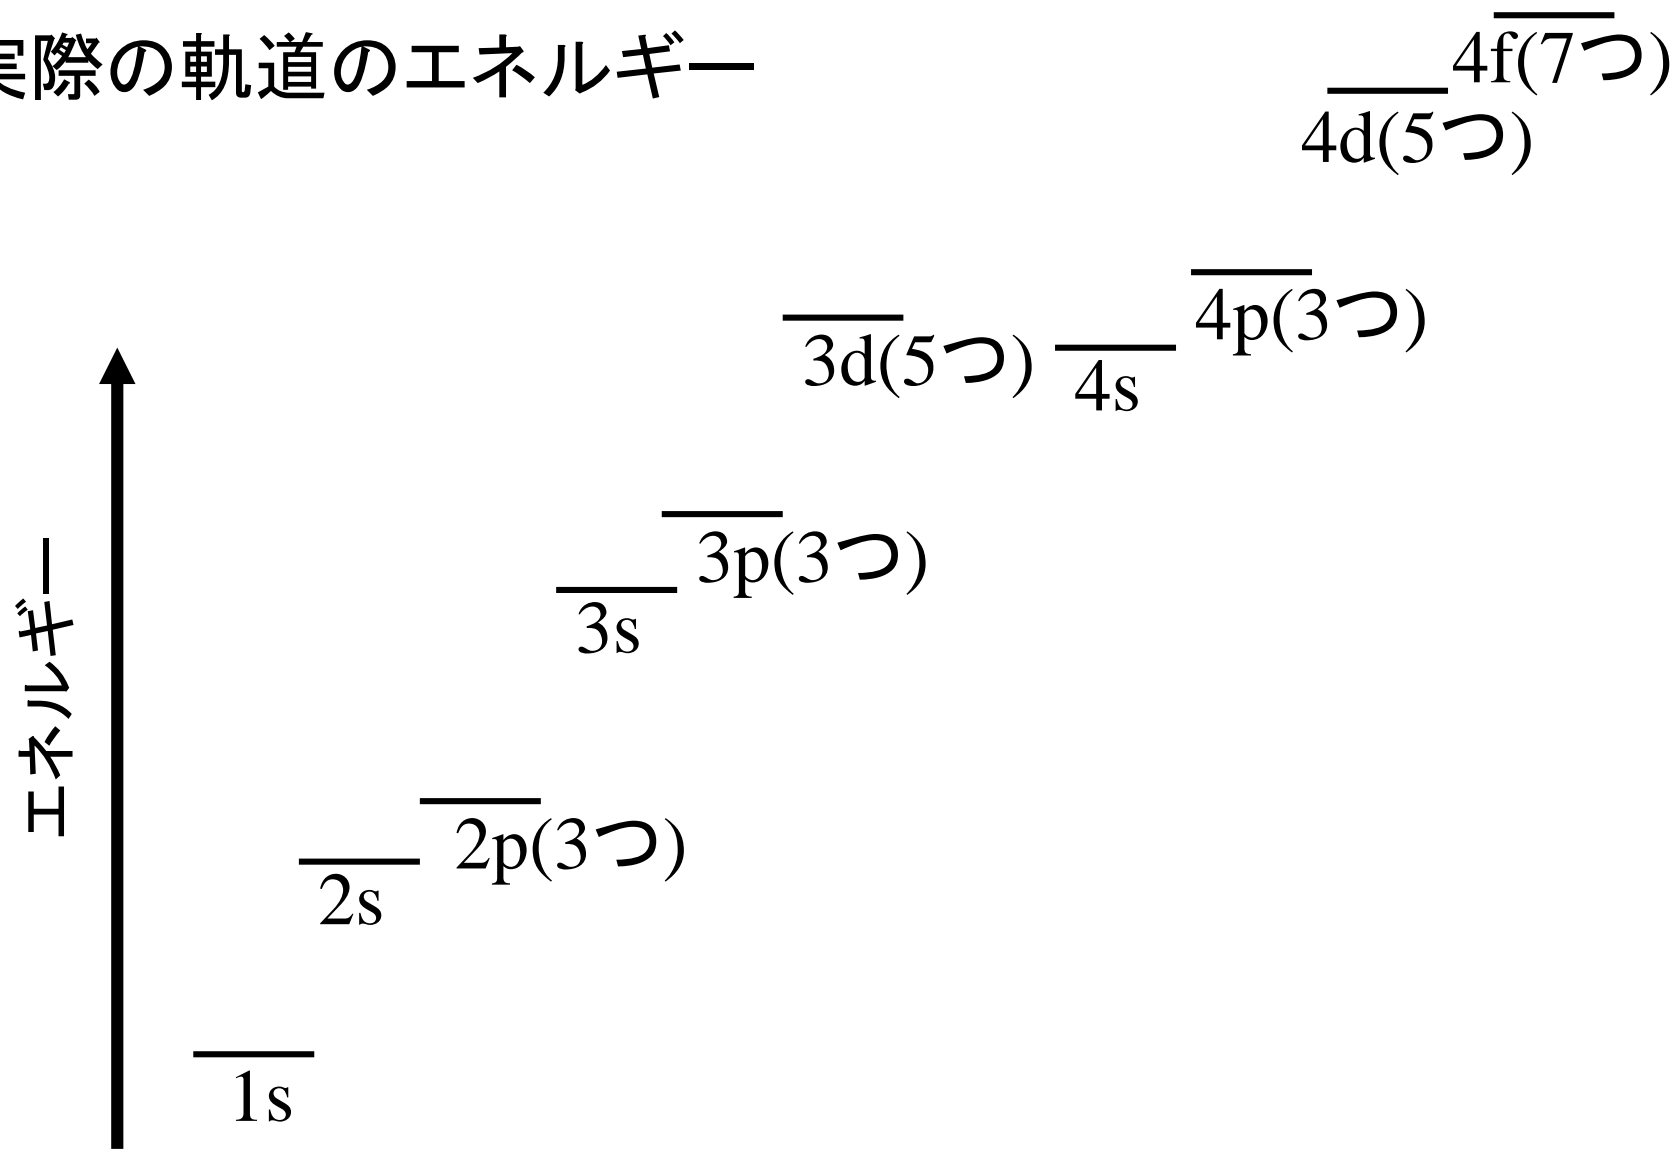 実際の軌道のエネルギー
4f(7つ)
4d(5つ)
4p(3つ)
3d(5つ)
4s
3p(3つ)
3s
エネルギー
2p(3つ)
2s
1s